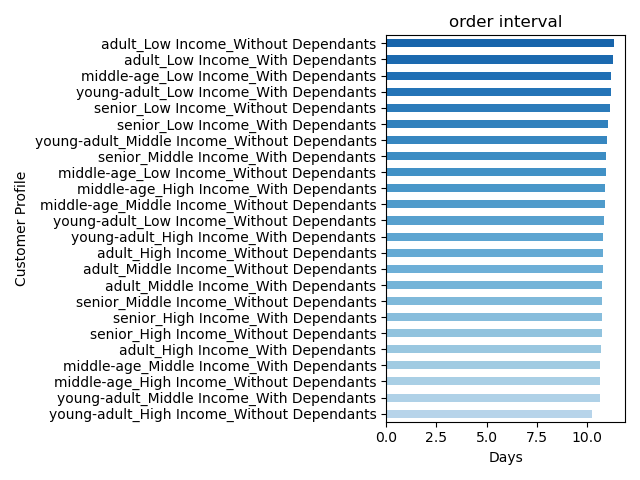 order interval
adult_Low Income_Without Dependants
adult_Low Income_With Dependants
middle-age_Low Income_With Dependants
young-adult_Low Income_With Dependants
senior_Low Income_Without Dependants
senior_Low Income_With Dependants
young-adult_Middle Income_Without Dependants
senior_Middle Income_With Dependants
middle-age_Low Income_Without Dependants
middle-age_High Income_With Dependants
middle-age_Middle Income_Without Dependants
young-adult_Low Income_Without Dependants
young-adult_High Income_With Dependants
adult_High Income_Without Dependants
adult_Middle Income_Without Dependants
adult_Middle Income_With Dependants
senior_Middle Income_Without Dependants
senior_High Income_With Dependants
senior_High Income_Without Dependants
adult_High Income_With Dependants
middle-age_Middle Income_With Dependants
middle-age_High Income_Without Dependants
young-adult_Middle Income_With Dependants
young-adult_High Income_Without Dependants
Customer Profile
0.0 2.5 5.0 7.5 10.0
Days